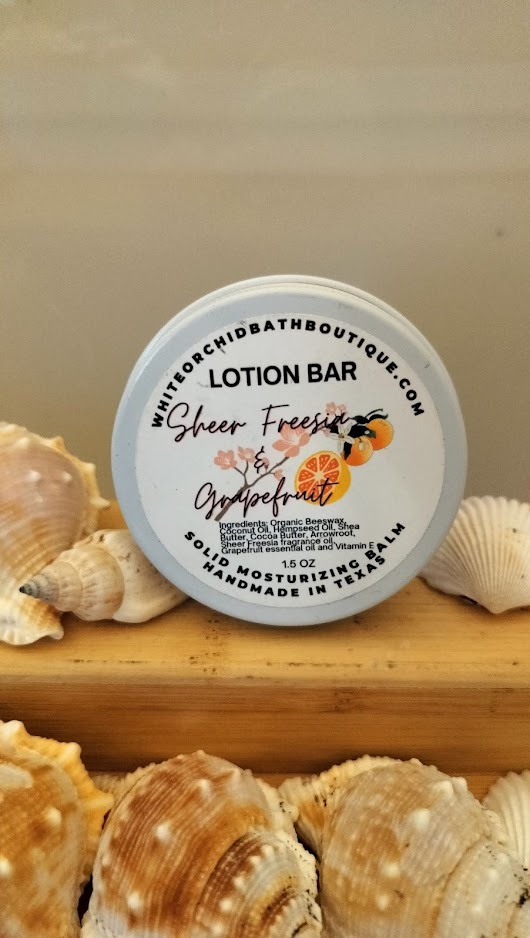 WHITEORCHIDBATHBOUTIQUE.COM
LOTION BAR
Sheer Freesia
&
Grapefruit
Ingredients: Organic Beeswax,
Coconut Oil, Hempseed Oil, Shea
Butter, Cocoa Butter, Arrowroot,
Sheer Freesia fragrance oil,
Grapefruit essential oil and Vitamin E
1.5 OZ
SOLID MOISTURIZING BALM
HANDMADE IN TEXAS